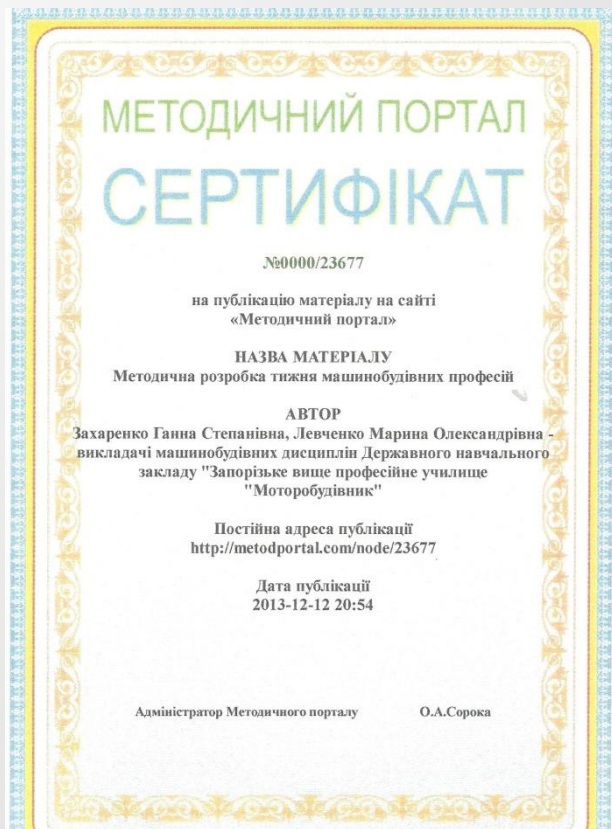 МЕТОДИЧНИЙ ПОРТАЛ
СЕРТИФІКАТ
№0000/23677
на публікацію матеріалу на сайті
«Методичний портал»
НАЗВА МАТЕРІАЛУ
Методична розробка тижня машинобудівних професій
АВТОР
Захаренко Ганна Степанівна, Левченко Марина Олександрівна -
викладачі машинобудівних дисциплін Державного навчального
закладу "Запорізьке вище професійне училище
"Моторобудівник"
Постійна адреса публікації
http://metodportal.com/node/23677
Дата публікації
2013-12-12 20:54
Адміністратор Методичного порталу О.А.Сорока